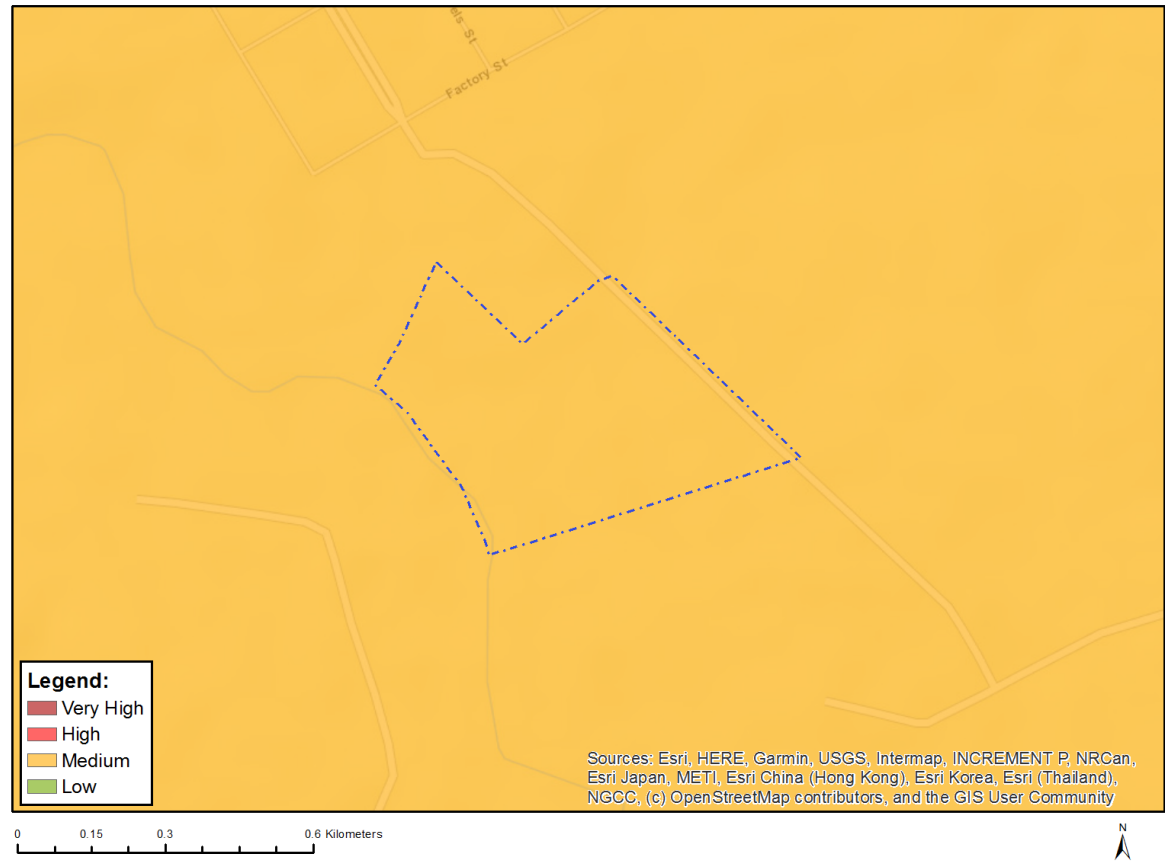 Factory St
Legend:
Very High
High
Medium
Low
Sources: Esri, HERE, Garmin, USGS, Intermap, INCREMENT P, NRCan,
Esri Japan, METI, Esri China (Hong Kong), Esri Korea, Esri (Thailand),
NGCC, (c) OpenStreetMap contributors, and the GIS User Community
0 0.15 0.3 0.6 Kilometers
N